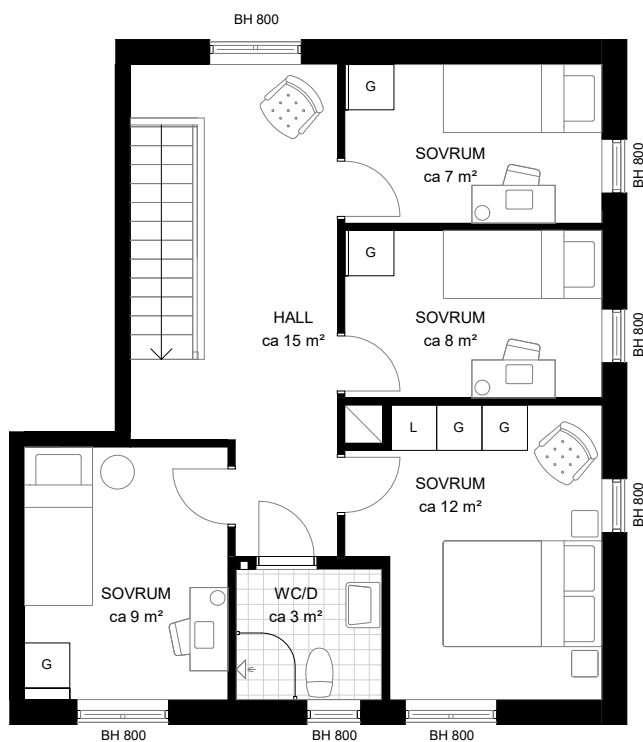 BH 800
G
SOVRUM
ca 7 m²
BH 800
G
HALL
ca 15 m²
SOVRUM
ca 8 m²
BH 800
L
G
G
SOVRUM
ca 12 m²
BH 800
SOVRUM
ca 9 m²
WC/D
ca 3 m²
G
BH 800
BH 800
BH 800